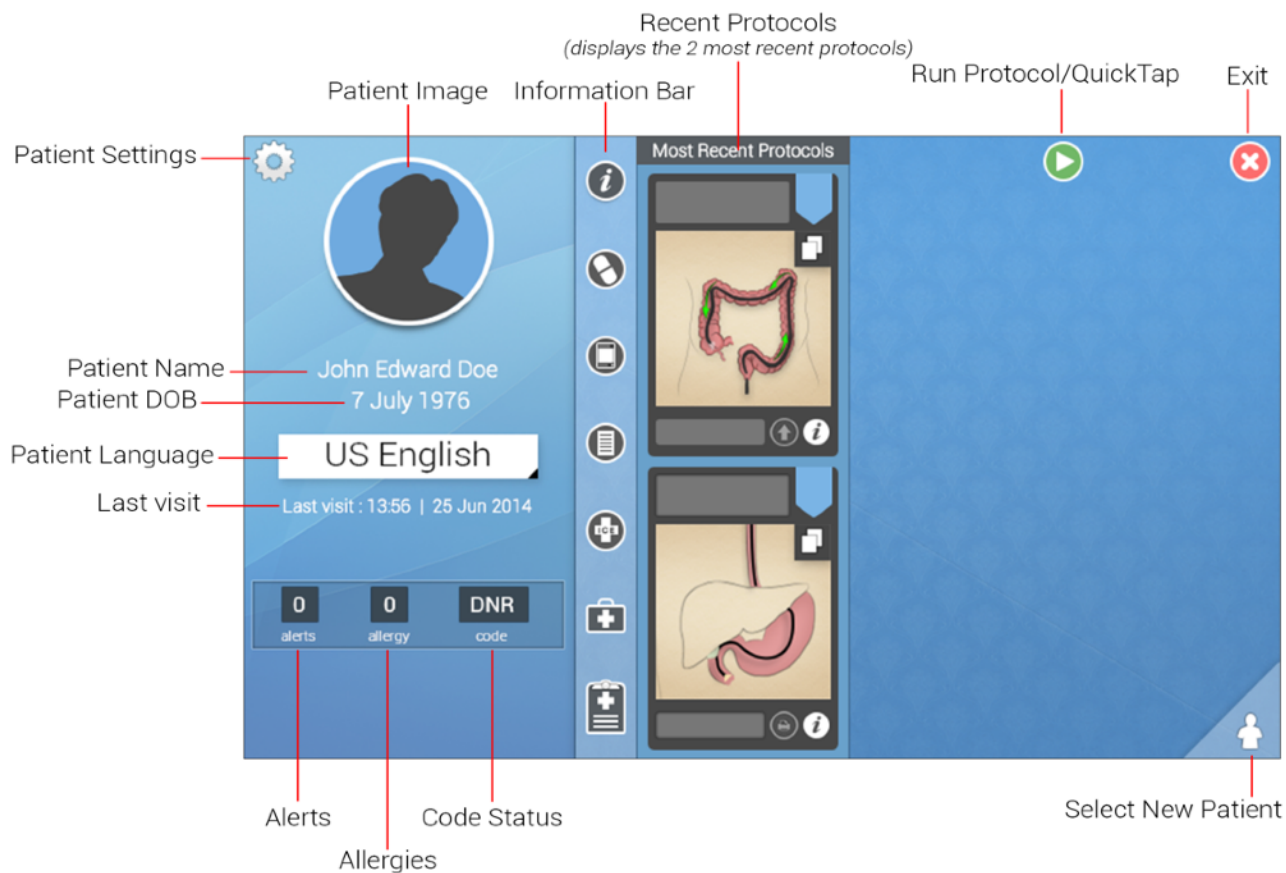 Recent Protocols
(displays the 2 most recent protocols)
Run Protocol/QuickTap
Exit
Patient Image
Information Bar
Patient Settings
Most Recent Protocols
Patient Name
John Edward Doe
Patient DOB
7 July 1976
Patient Language
US English
Last visit
Last visit : 13:56 | 25 Jun 2014
ICE
0
0
DNR
alerts
allergy
code
Alerts
Code Status
Select New Patient
Allergies